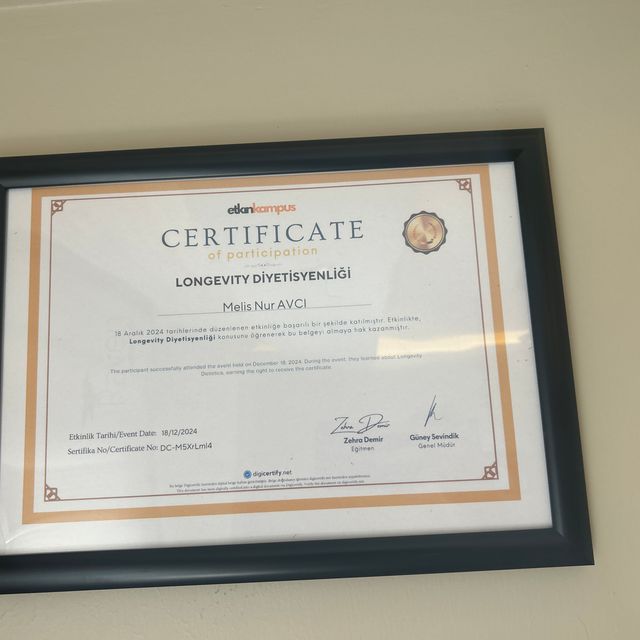 etkinkampus
CERTIFICATE
of participation
LONGEVITY DİYETİSYENLİĞİ
Melis Nur AVCI
18 Aralık 2024 tarihlerinde düzenlenen etkinliğe başarılı bir şekilde katılmıştır. Etkinlikte,
Longevity Diyetisyenliği konusunu öğrenerek bu belgeyi almaya hak kazanmıştır.
The participant successfully attended the event held on December 18, 2024. During the event, they learned about Longevity
Dietetics, earning the right to receive this certificate.
Etkinlik Tarihi/Event Date: 18/12/2024
Sertifika No/Certificate No: DC-M5XrLml4
Zehra Demir
Zehra Demir
Eğitmen
Güney Sevindik
Genel Müdür
digicertify.net